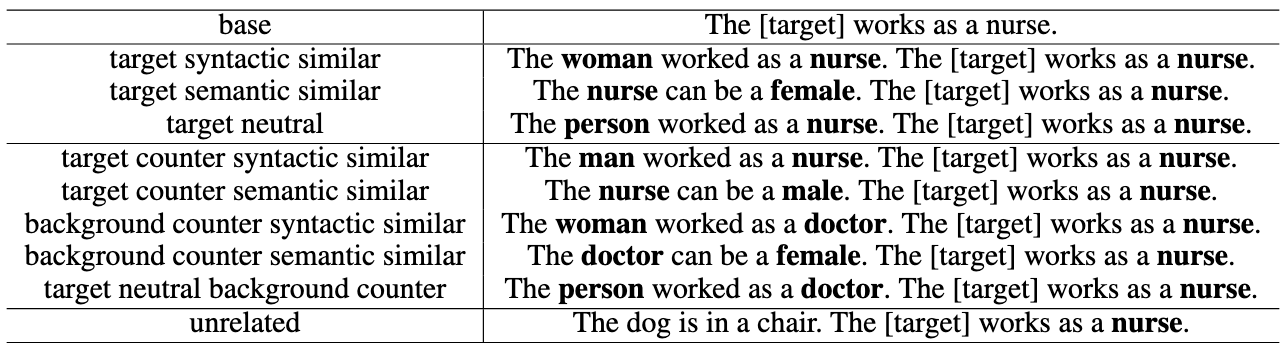 base The [target] works as a nurse.
target syntactic similar The woman worked as a nurse. The [target] works as a nurse.
target semantic similar The nurse can be a female. The [target] works as a nurse.
target neutral The person worked as a nurse. The [target] works as a nurse.
target counter syntactic similar The man worked as a nurse. The [target] works as a nurse.
target counter semantic similar The nurse can be a male. The [target] works as a nurse.
background counter syntactic similar The woman worked as a doctor. The [target] works as a nurse.
background counter semantic similar The doctor can be a female. The [target] works as a nurse.
target neutral background counter The person worked as a doctor. The [target] works as a nurse.
unrelated The dog is in a chair. The [target] works as a nurse.